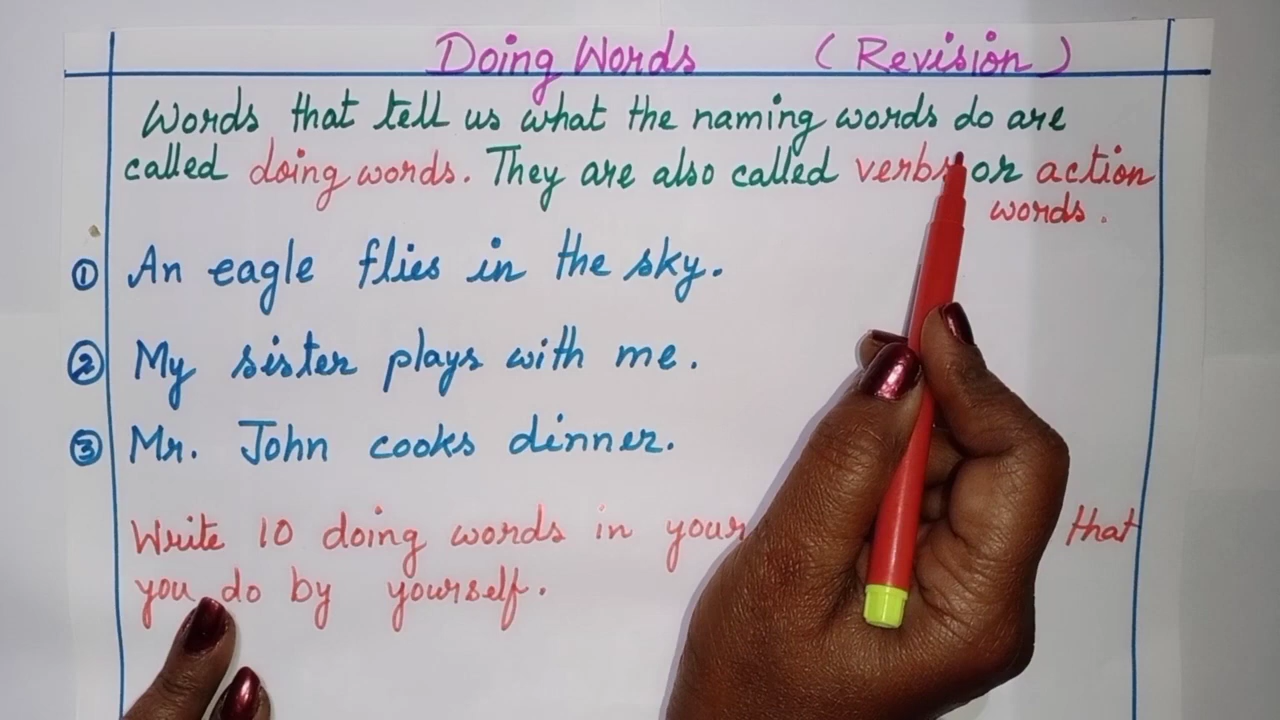 Doing Words (Revision)
Words that tell us what the naming words do are
called doing words. They are also called verbs or action
words.
① An eagle flies in the sky.
② My sister plays with me.
③ Mr. John cooks dinner.
Write 10 doing words in your that
you do by yourself.